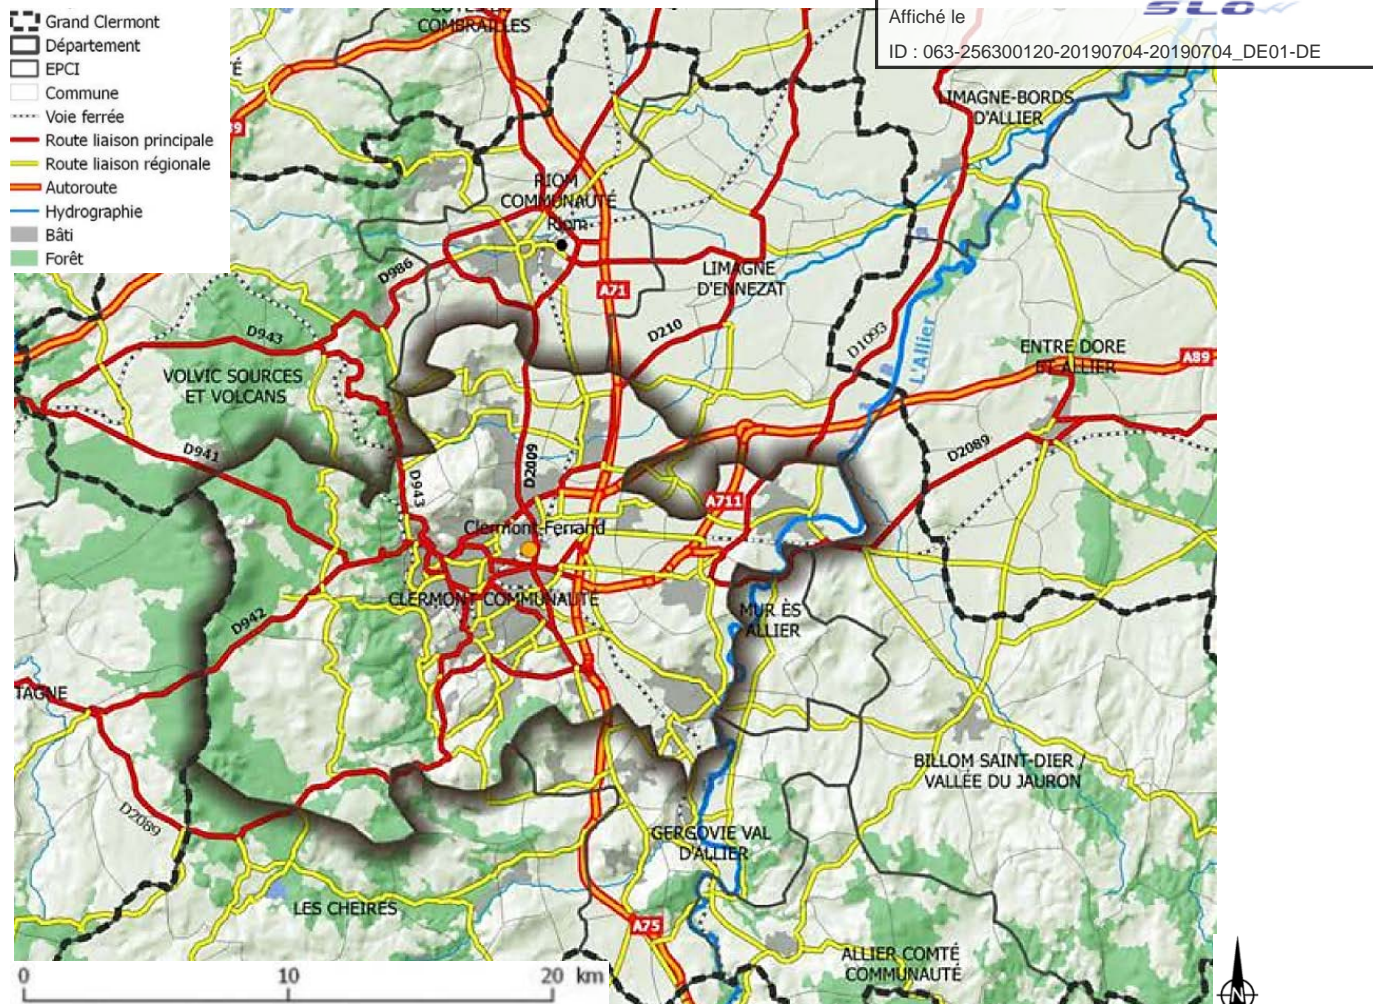 Grand Clermont
Département
EPCI
Commune
Voie ferrée
Route liaison principale
Route liaison régionale
Autoroute
Hydrographie
Bâti
Forêt
Affiché le
SLO
ID : 063-256300120-20190704-20190704_DE01-DE
COMBRAILLES
LIMAGNE-BORDS
D'ALLIER
RIOM
COMMUNAUTÉ
Riom
D986
A71
LIMAGNE
D'ENNEZAT
D210
D1093
L'Allier
ENTRE DORE
ET ALLIER
A89
D943
VOLVIC SOURCES
ET VOLCANS
D941
D943
D2009
D2089
A711
Clermont-Ferrand
CLERMONT COMMUNAUTÉ
D942
MUR ÈS
ALLIER
TAGNE
BILLOM SAINT-DIER /
VALLÉE DU JAURON
D2089
GERGOVIE VAL
D'ALLIER
LES CHEIRES
A75
ALLIER COMTÉ
COMMUNAUTÉ
0 10 20 km
N